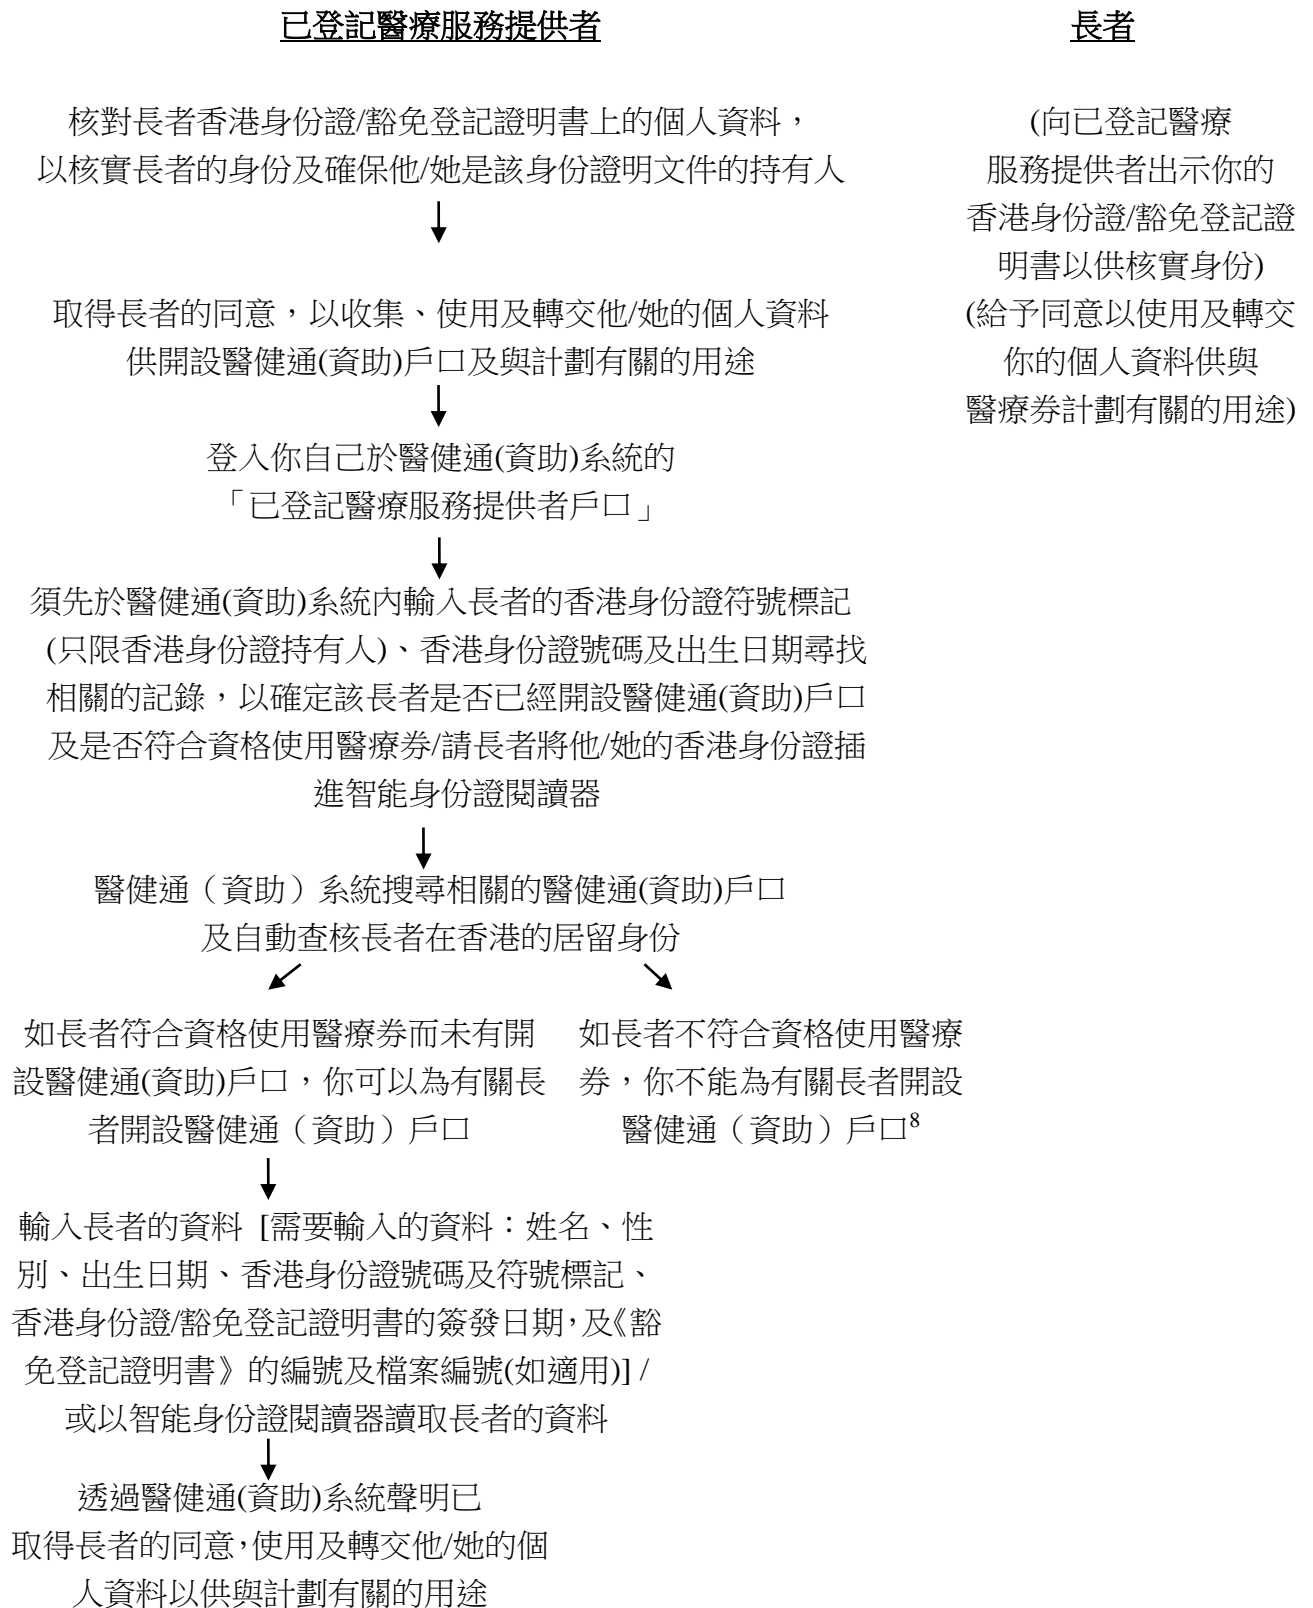 已登記醫療服務提供者
長者
核對長者香港身份證/豁免登記證明書上的個人資料，
以核實長者的身份及確保他/她是該身份證明文件的持有人
(向已登記醫療
服務提供者出示你的
香港身份證/豁免登記證
明書以供核實身份)
取得長者的同意，以收集、使用及轉交他/她的個人資料
供開設醫健通(資助)戶口及與計劃有關的用途
(給予同意以使用及轉交
你的個人資料供與
醫療券計劃有關的用途)
登入你自己於醫健通(資助)系統的
「已登記醫療服務提供者戶口」
須先於醫健通(資助)系統內輸入長者的香港身份證符號標記
(只限香港身份證持有人)、香港身份證號碼及出生日期尋找
相關的記錄，以確定該長者是否已經開設醫健通(資助)戶口
及是否符合資格使用醫療券/請長者將他/她的香港身份證插
進智能身份證閱讀器
醫健通（資助）系統搜尋相關的醫健通(資助)戶口
及自動查核長者在香港的居留身份
如長者符合資格使用醫療券而未有開
設醫健通(資助)戶口，你可以為有關長
者開設醫健通（資助）戶口
如長者不符合資格使用醫療
券，你不能為有關長者開設
醫健通（資助）戶口8
輸入長者的資料 [需要輸入的資料：姓名、性
別、出生日期、香港身份證號碼及符號標記、
香港身份證/豁免登記證明書的簽發日期，及《豁
免登記證明書》的編號及檔案編號(如適用)] /
或以智能身份證閱讀器讀取長者的資料
透過醫健通(資助)系統聲明已
取得長者的同意，使用及轉交他/她的個
人資料以供與計劃有關的用途